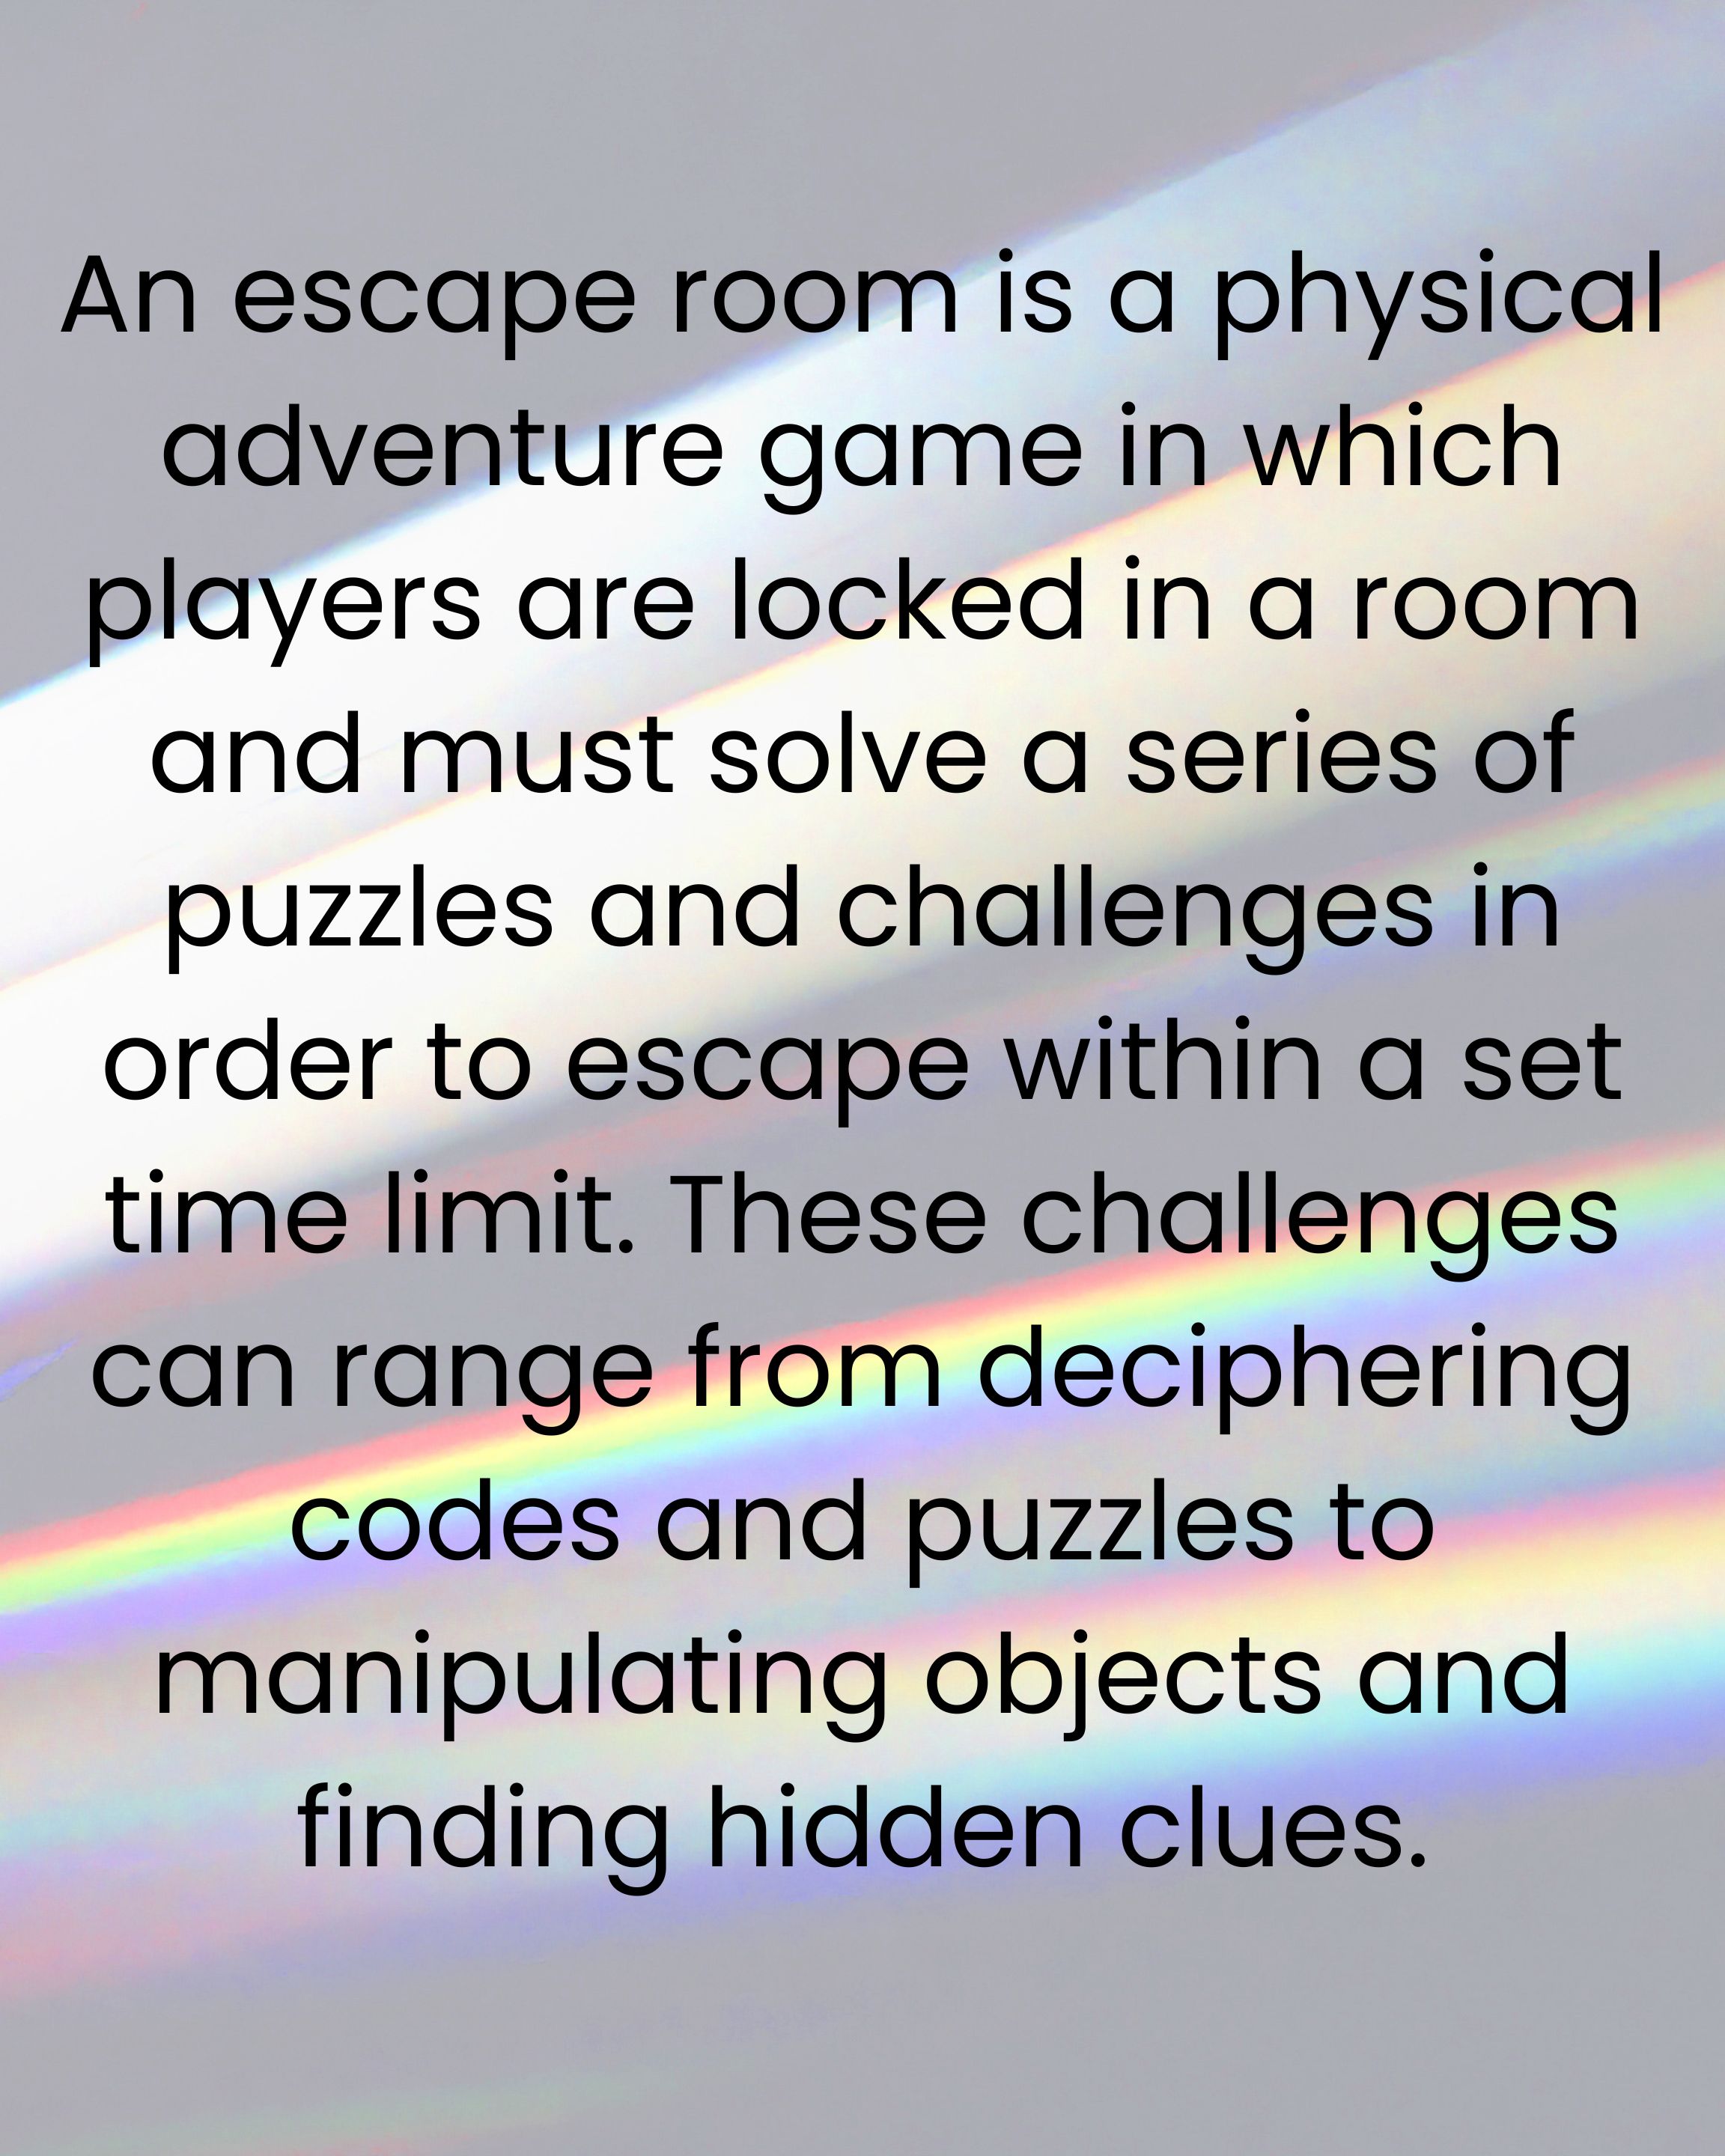 An escape room is a physical
adventure game in which
players are locked in a room
and must solve a series of
puzzles and challenges in
order to escape within a set
time limit. These challenges
can range from deciphering
codes and puzzles to
manipulating objects and
finding hidden clues.